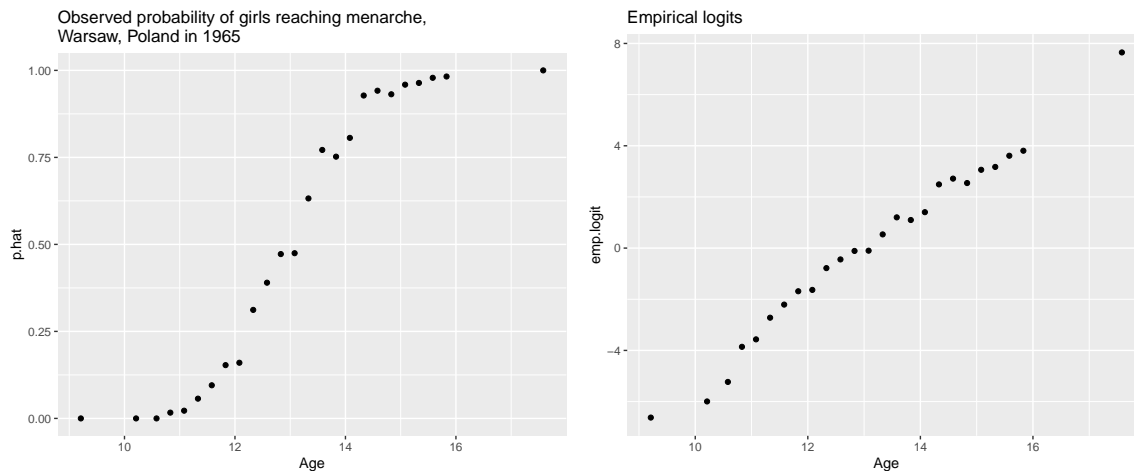 Observed probability of girls reaching menarche,
Warsaw, Poland in 1965
1.00
0.75
0.50
0.25
0.00
p.hat
10 12 14 16
Age
Empirical logits
8
4
0
−4
emp.logit
10 12 14 16
Age